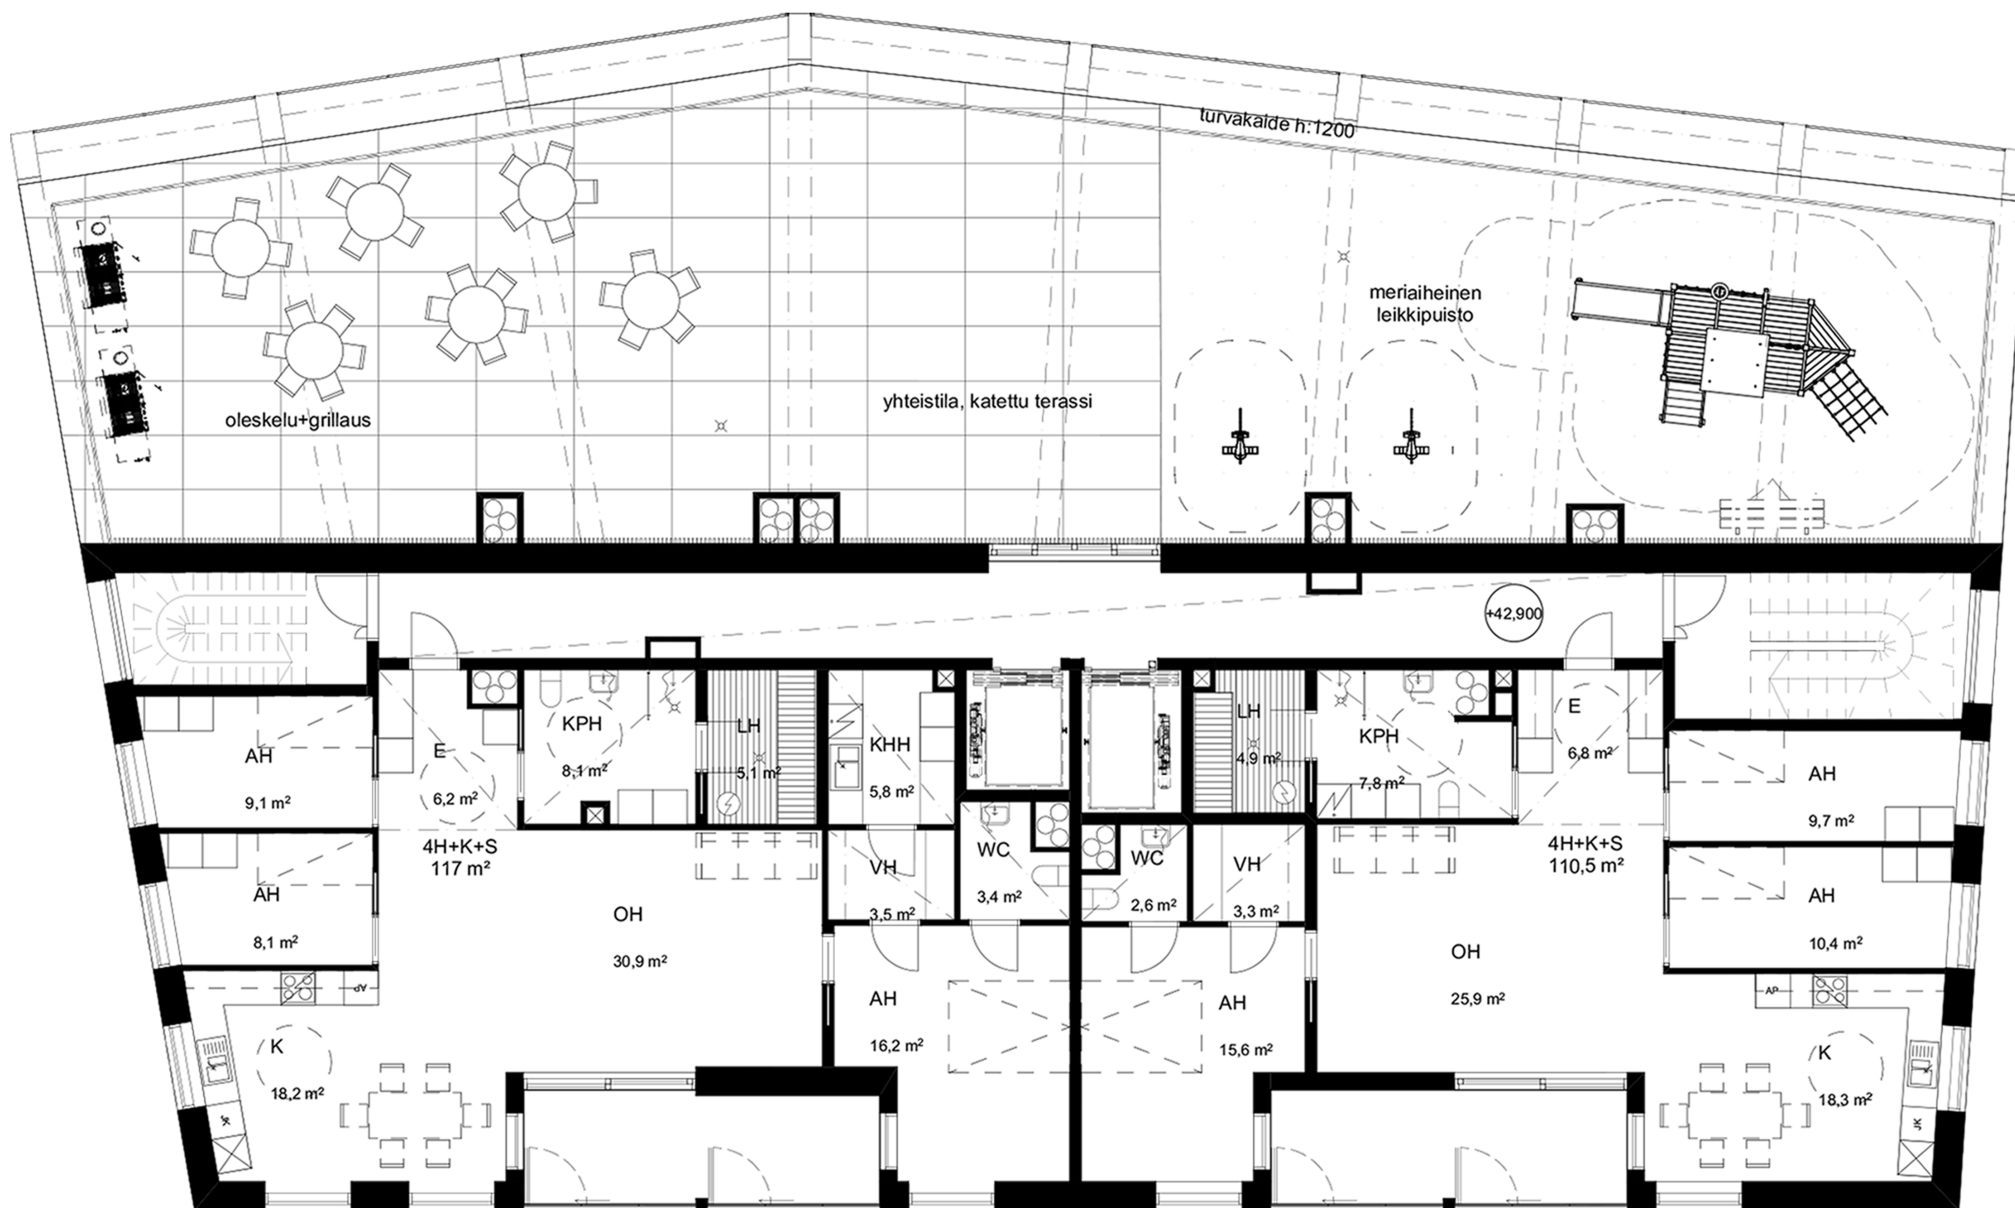 turvakaide h:1200
meriaiheinen
leikkipuisto
oleskelu+grillaus
yhteistila, katettu terassi
+42,900
AH
9,1 m²
E
6,2 m²
KPH
8,1 m²
LH
5,1 m²
KHH
5,8 m²
LH
4,9 m²
KPH
7,8 m²
E
6,8 m²
AH
9,7 m²
4H+K+S
117 m²
AH
8,1 m²
OH
30,9 m²
VH
3,5 m²
WC
3,4 m²
WC
2,6 m²
VH
3,3 m²
4H+K+S
110,5 m²
AH
10,4 m²
OH
25,9 m²
AP
AH
16,2 m²
AH
15,6 m²
AP
K
18,2 m²
JK
K
18,3 m²
JK